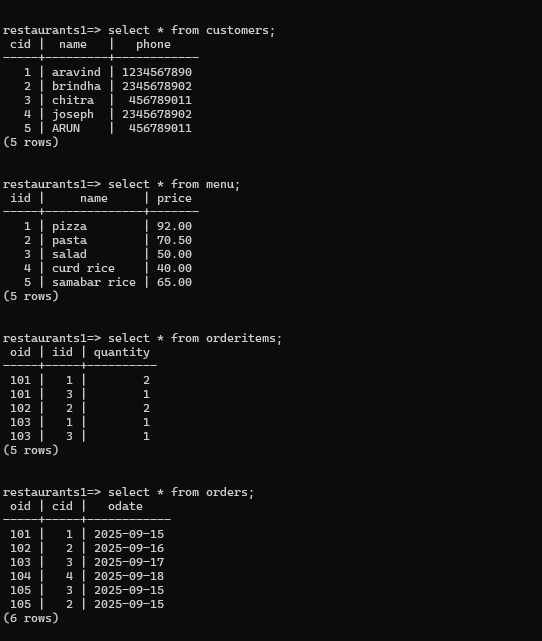 restaurants1=> select * from customers;
 cid |  name   |   phone
-----+---------+------------
   1 | aravind | 1234567890
   2 | brindha | 2345678902
   3 | chitra  |  456789011
   4 | joseph  | 2345678902
   5 | ARUN    |  456789011
(5 rows)
restaurants1=> select * from menu;
 iid |     name     | price
-----+--------------+-------
   1 | pizza        | 92.00
   2 | pasta        | 70.50
   3 | salad        | 50.00
   4 | curd rice    | 40.00
   5 | samabar rice | 65.00
(5 rows)
restaurants1=> select * from orderitems;
 oid | iid | quantity
-----+-----+----------
 101 |   1 |        2
 101 |   3 |        1
 102 |   2 |        2
 103 |   1 |        1
 103 |   3 |        1
(5 rows)
restaurants1=> select * from orders;
 oid | cid |   odate
-----+-----+------------
 101 |   1 | 2025-09-15
 102 |   2 | 2025-09-16
 103 |   3 | 2025-09-17
 104 |   4 | 2025-09-18
 105 |   3 | 2025-09-15
 105 |   2 | 2025-09-15
(6 rows)